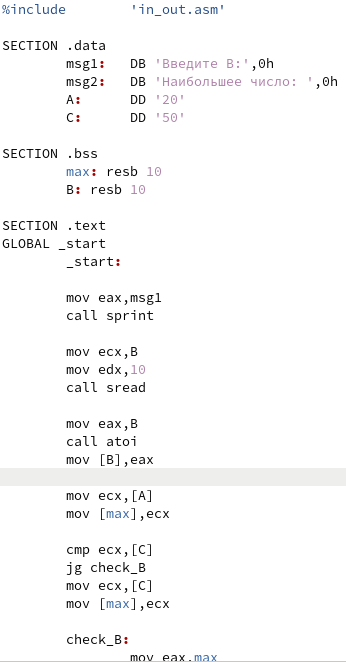 %include 'in_out.asm'
SECTION .data
msg1: DB 'Введите B:',0h
msg2: DB 'Наибольшее число: ',0h
A: DD '20'
C: DD '50'
SECTION .bss
max: resb 10
B: resb 10
SECTION .text
GLOBAL _start
_start:
mov eax,msg1
call sprint
mov ecx,B
mov edx,10
call sread
mov eax,B
call atoi
mov [B],eax
mov ecx,[A]
mov [max],ecx
cmp ecx,[C]
jg check_B
mov ecx,[C]
mov [max],ecx
check_B:
mov eax,max